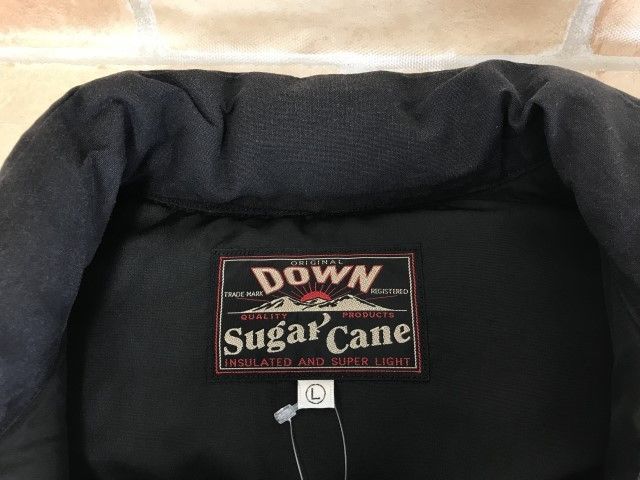 ORIGINAL
DOWN
TRADE MARK REGISTERED
QUALITY PRODUCTS
Sugar Cane
INSULATED AND SUPER LIGHT
L